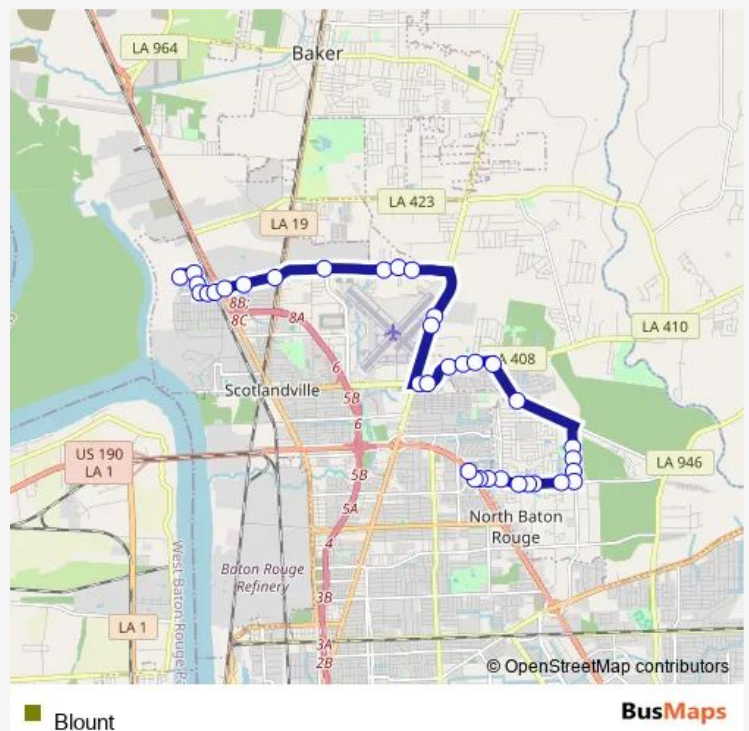 LA 964
Baker
LA 423
LA 19
8B;
8C
8A
LA 410
LA 408
6
Scotlandville
5B
6
US 190
LA 1
LA 946
5B
5A
North Baton
Rouge
4
Baton Rouge
Refinery
West Baton Rouge Pa
3B
LA 1
3A
2B
© OpenStreetMap contributors
Blount
BusMaps